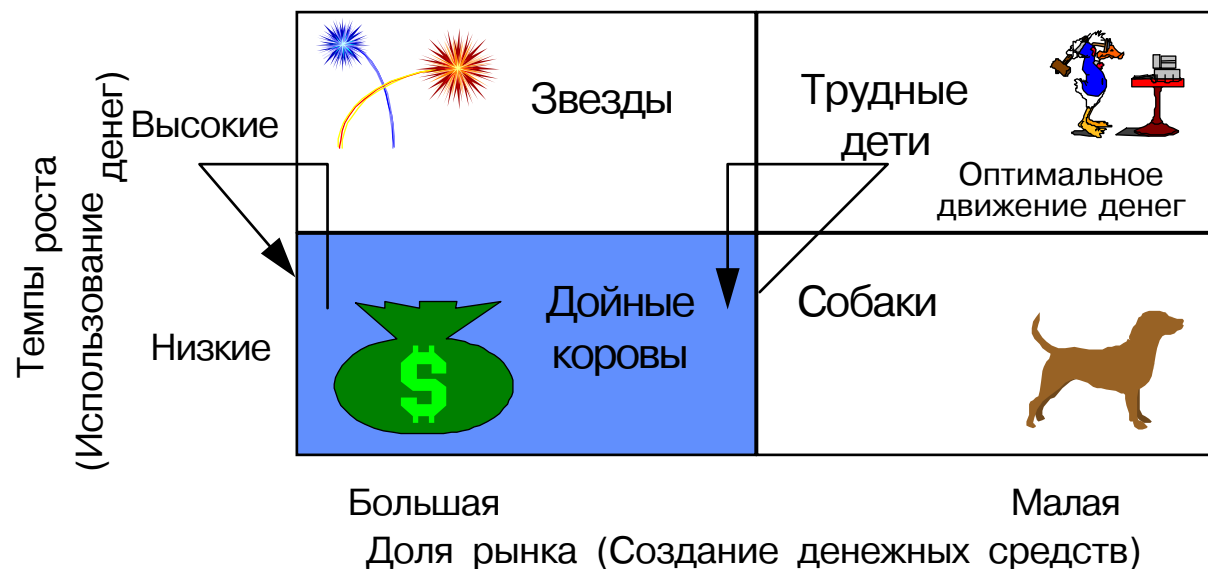 Темпы роста
(Использование денег)
Высокие
Низкие
Звезды
Трудные
дети
Оптимальное
движение денег
Дойные
коровы
$
Собаки
Большая
Малая
Доля рынка (Создание денежных средств)